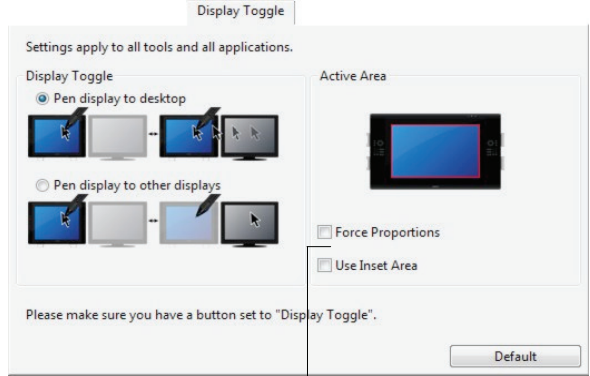 Display Toggle
Settings apply to all tools and all applications.
Display Toggle
Pen display to desktop
Pen display to other displays
Active Area
Force Proportions
Use Inset Area
Please make sure you have a button set to "Display Toggle".
Default